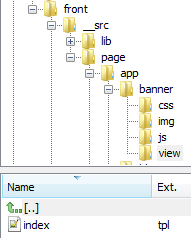 front
__src
lib
page
app
banner
css
img
js
view
Name Ext.
[..]
index tpl